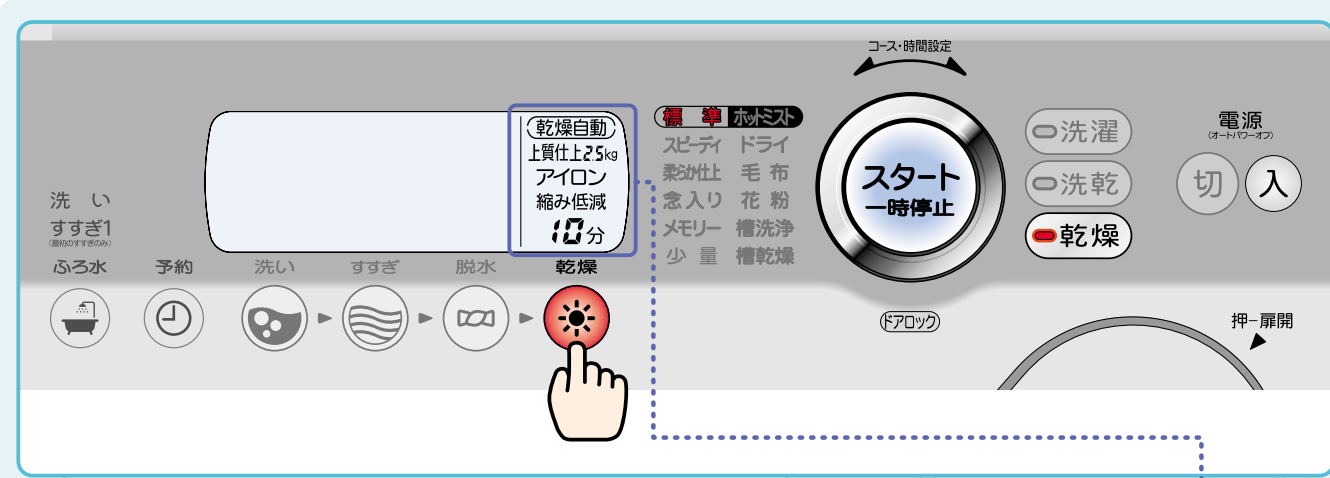 コース・時間設定
乾燥自動
上質仕上2.5kg
アイロン
縮み低減
10分
標 準 ホットミスト
スピーディ ドライ
柔らか仕上 毛 布
念入り 花 粉
メモリー 槽洗浄
少 量 槽乾燥
スタート
一時停止
洗濯
洗乾
乾燥
電源
(オートパワーオフ)
切 入
洗 い
すすぎ1
(最初のすすぎのみ)
ふろ水 予約 洗い すすぎ 脱水 乾燥
ドアロック
押-扉開